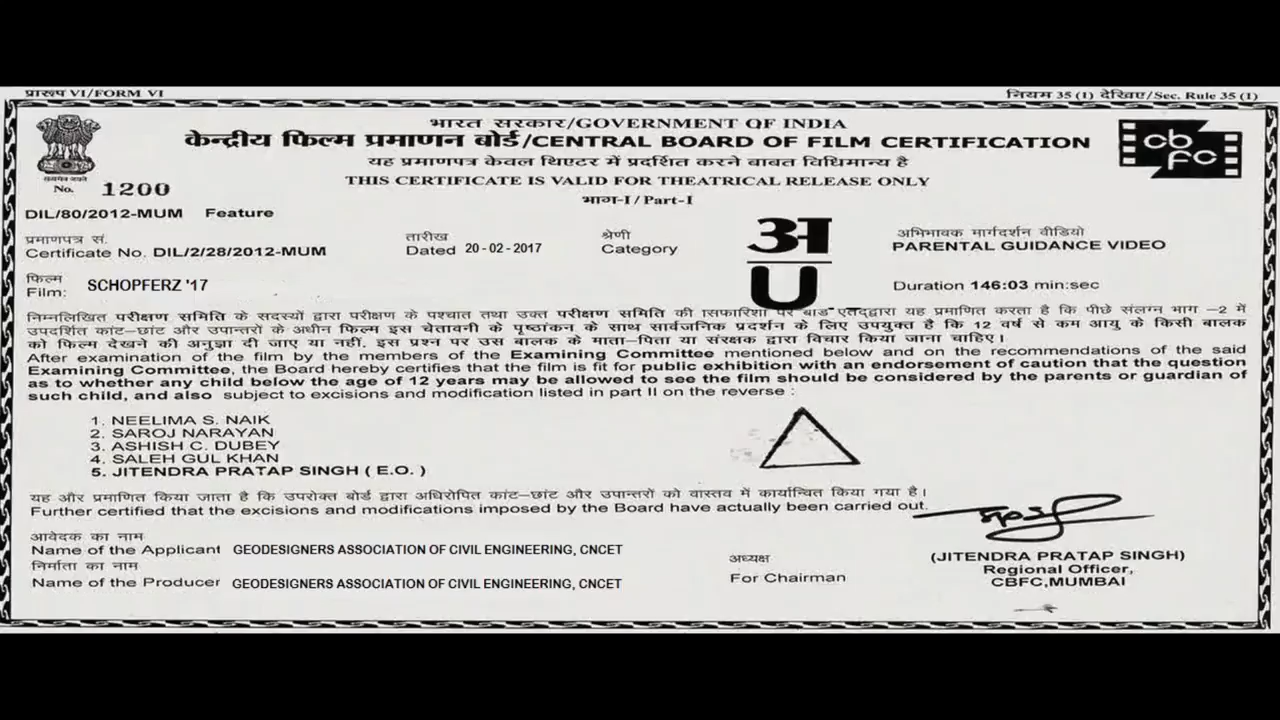 प्रारूप VI/FORM VI
नियम 35 (1) देखिए/Sec. Rule 35 (1)
भारत सरकार/GOVERNMENT OF INDIA
केन्द्रीय फिल्म प्रमाणन बोर्ड/CENTRAL BOARD OF FILM CERTIFICATION
cb
fc
यह प्रमाणपत्र केवल थिएटर में प्रदर्शित करने बाबत विधिमान्य है
THIS CERTIFICATE IS VALID FOR THEATRICAL RELEASE ONLY
सत्यमेव जयते
No. 1200
भाग-I/Part-I
DIL/80/2012-MUM Feature
प्रमाणपत्र सं.
Certificate No. DIL/2/28/2012-MUM
तारीख
Dated 20-02-2017
श्रेणी
Category
अ
U
अभिभावक मार्गदर्शन वीडियो
PARENTAL GUIDANCE VIDEO
फिल्म
Film: SCHOPFERZ '17
Duration 146:03 min:sec
निम्नलिखित परीक्षण समिति के सदस्यों द्वारा परीक्षण के पश्चात तथा उक्त परीक्षण समिति की सिफारिशों पर बोर्ड एतद्द्वारा यह प्रमाणित करता है कि पीछे संलग्न भाग -2 में
उपदर्शित कांट-छांट और उपान्तरों के अधीन फिल्म इस चेतावनी के पृष्ठांकन के साथ सार्वजनिक प्रदर्शन के लिए उपयुक्त है कि 12 वर्ष से कम आयु के किसी बालक
को फिल्म देखने की अनुज्ञा दी जाए या नहीं. इस प्रश्न पर उस बालक के माता-पिता या संरक्षक द्वारा विचार किया जाना चाहिए।
After examination of the film by the members of the Examining Committee mentioned below and on the recommendations of the said
Examining Committee, the Board hereby certifies that the film is fit for public exhibition with an endorsement of caution that the question
as to whether any child below the age of 12 years may be allowed to see the film should be considered by the parents or guardian of
such child, and also subject to excisions and modification listed in part II on the reverse :
1. NEELIMA S. NAIK
2. SAROJ NARAYAN
3. ASHISH C. DUBEY
4. SALEH GUL KHAN
5. JITENDRA PRATAP SINGH ( E.O. )
यह और प्रमाणित किया जाता है कि उपरोक्त बोर्ड द्वारा अधिरोपित कांट-छांट और उपान्तरों को वास्तव में कार्यान्वित किया गया है।
Further certified that the excisions and modifications imposed by the Board have actually been carried out.
आवेदक का नाम
Name of the Applicant GEODESIGNERS ASSOCIATION OF CIVIL ENGINEERING, CNCET
निर्माता का नाम
Name of the Producer GEODESIGNERS ASSOCIATION OF CIVIL ENGINEERING, CNCET
अध्यक्ष
For Chairman
(JITENDRA PRATAP SINGH)
Regional Officer,
CBFC,MUMBAI